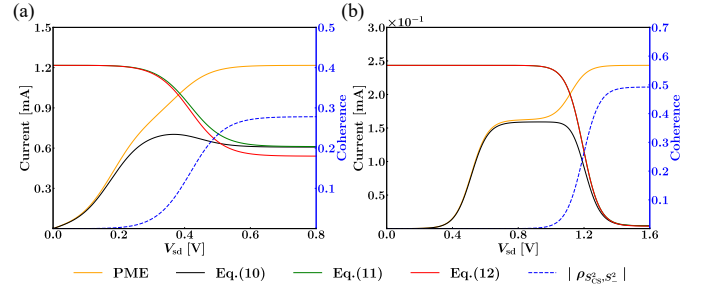 (a)
1.5
1.2
0.9
0.6
0.3
Current [mA]
0.0
0.2
0.4
0.6
0.8
V_sd [V]
0.5
0.4
0.3
0.2
0.1
Coherence
(b)
×10⁻¹
3.0
2.5
2.0
1.5
1.0
0.5
Current [mA]
0.0
0.4
0.8
1.2
1.6
V_sd [V]
0.7
0.6
0.5
0.4
0.3
0.2
0.1
Coherence
PME
Eq.(10)
Eq.(11)
Eq.(12)
| ρ_{S²_CS, S²_-} |